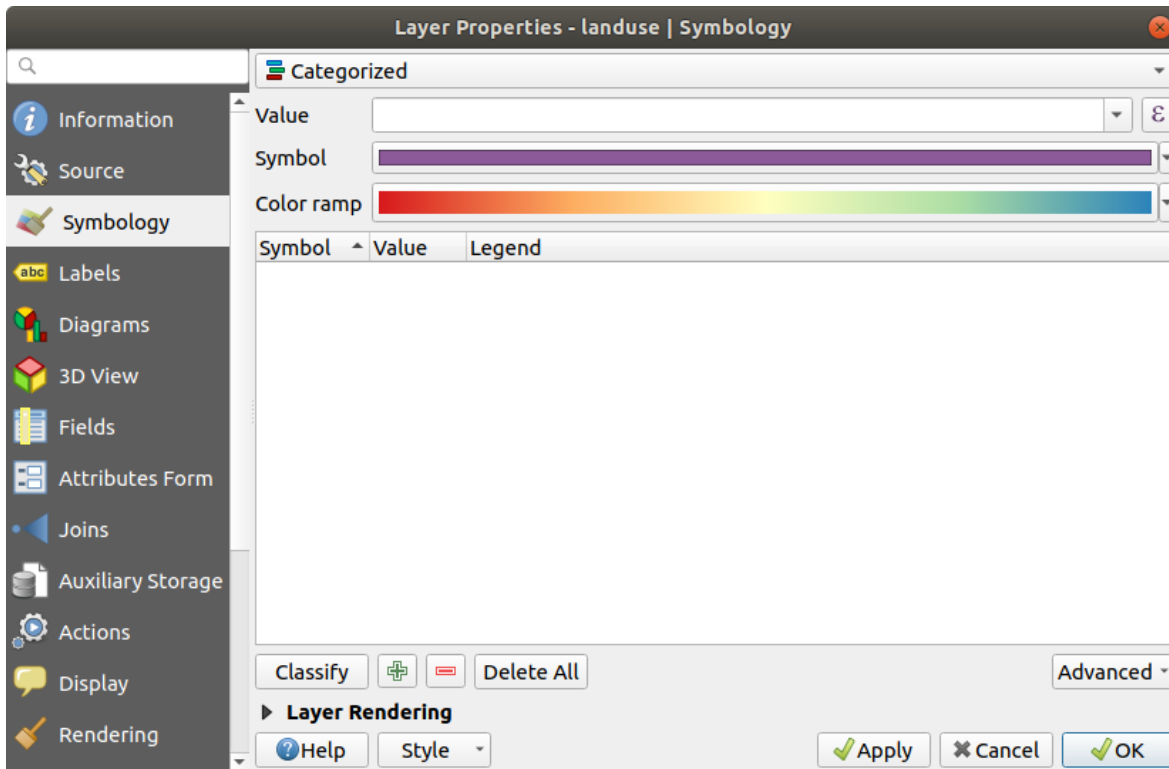 Layer Properties - landuse | Symbology
Information
Source
Symbology
abc Labels
Diagrams
3D View
Fields
Attributes Form
Joins
Auxiliary Storage
Actions
Display
Rendering
Categorized
Value
ε
Symbol
Color ramp
Symbol Value Legend
Classify Delete All Advanced
Layer Rendering
Help Style Apply Cancel OK